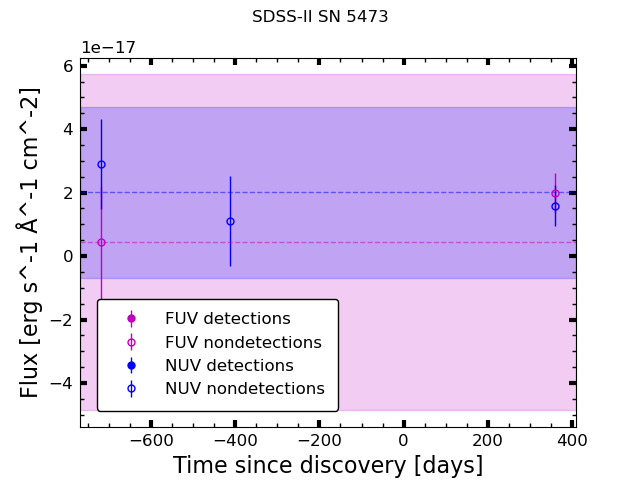 SDSS-II SN 5473
1e−17
6
4
2
0
−2
−4
Flux [erg s^-1 Å^-1 cm^-2]
FUV detections
FUV nondetections
NUV detections
NUV nondetections
−600 −400 −200 0 200 400
Time since discovery [days]